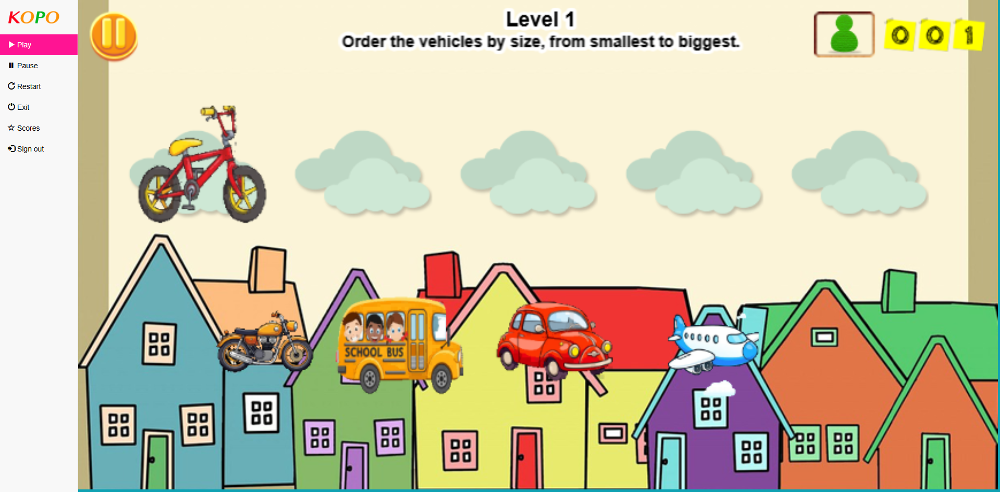 KOPO
Play
Pause
Restart
Exit
Scores
Sign out
Level 1
Order the vehicles by size, from smallest to biggest.
0 0 1
SCHOOL BUS